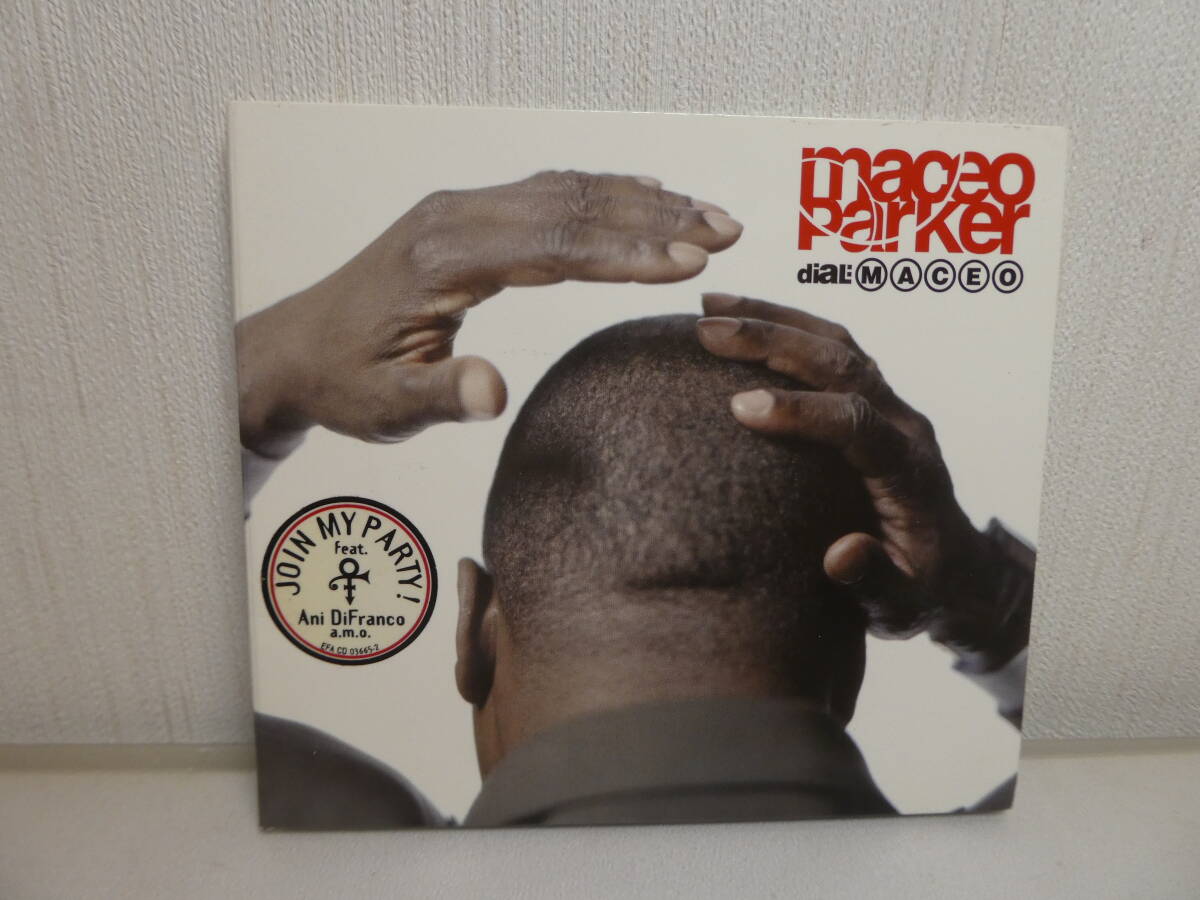 maceo
parker
dial: MACEO
JOIN MY PARTY!
feat.
Ani DiFranco
a.m.o.
EFA CD 03665-2